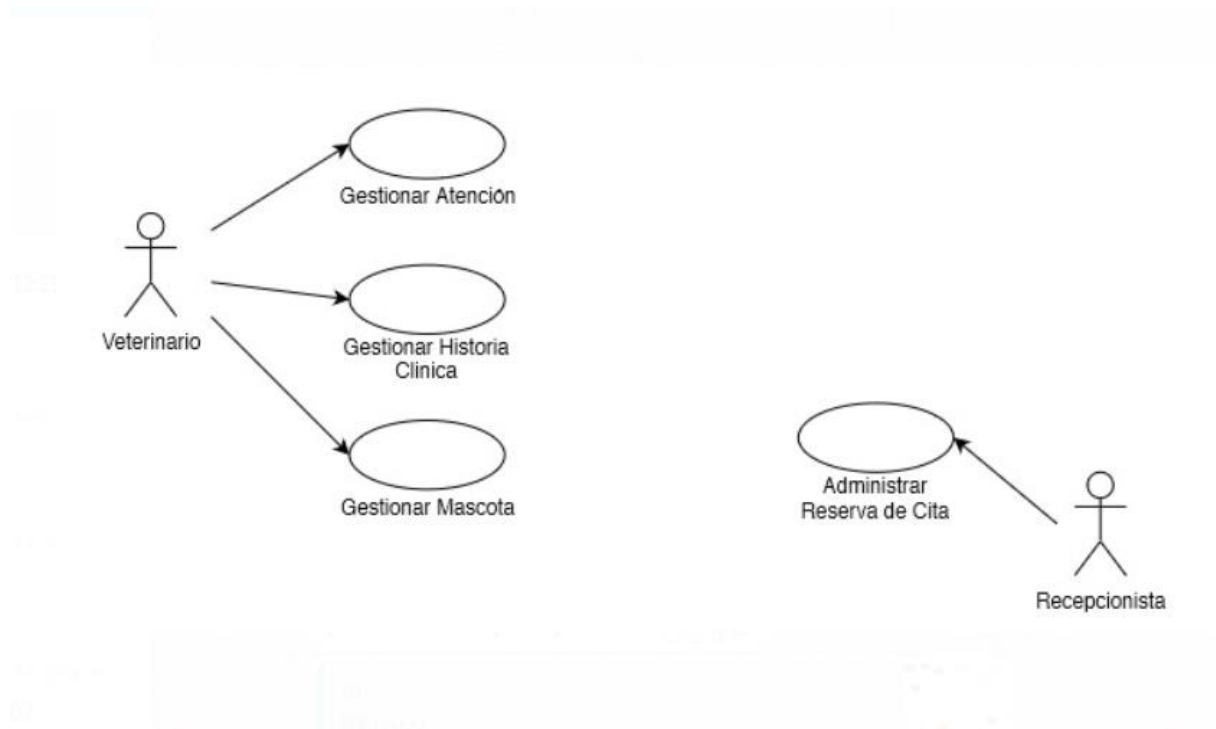 Gestionar Atención
Veterinario
Gestionar Historia
Clinica
Gestionar Mascota
Administrar
Reserva de Cita
Recepcionista